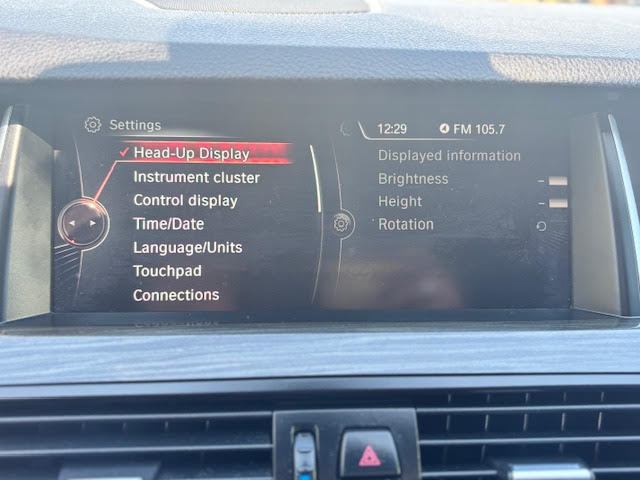 Settings
12:29 FM 105.7
Head-Up Display
Instrument cluster
Control display
Time/Date
Language/Units
Touchpad
Connections
Displayed information
Brightness
Height
Rotation